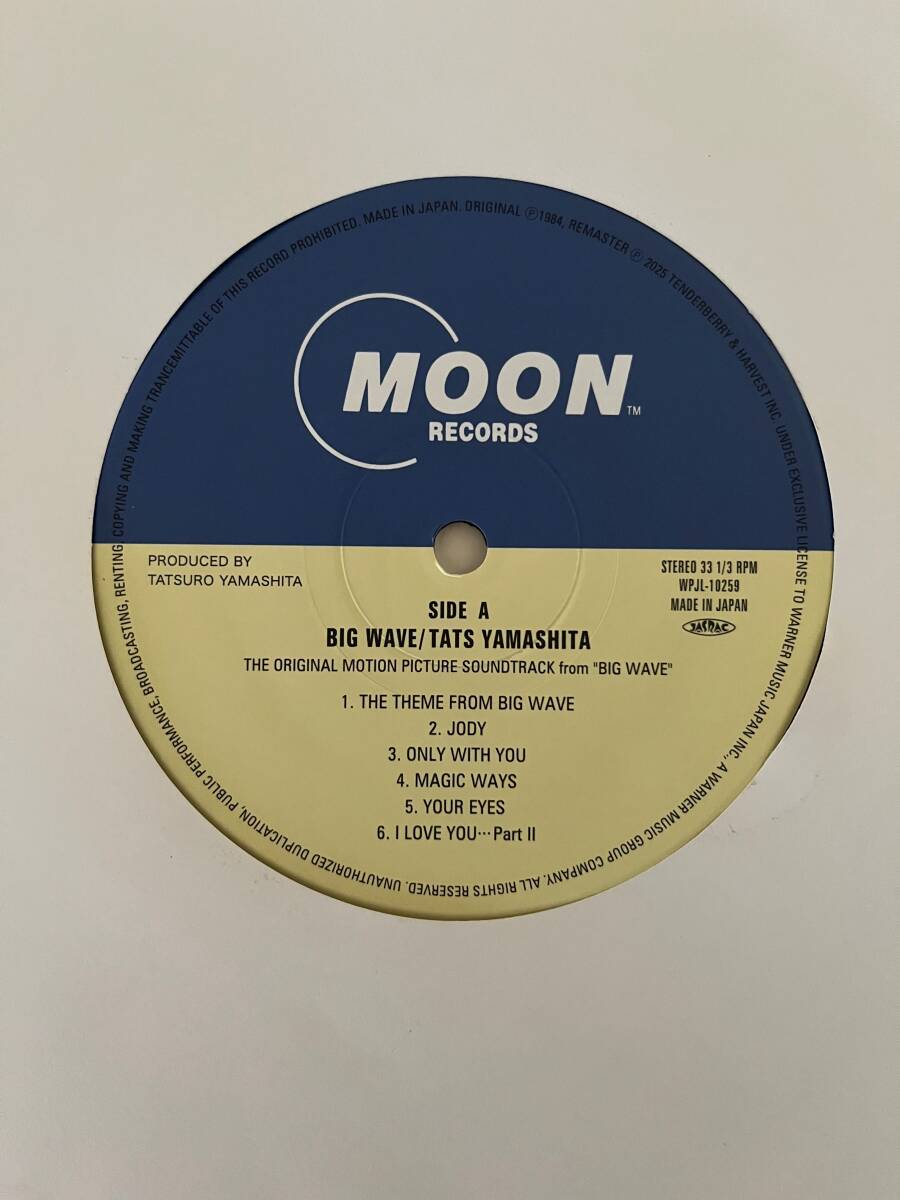 MOON™
RECORDS
PRODUCED BY
TATSURO YAMASHITA
STEREO 33 1/3 RPM
WPJL-10259
MADE IN JAPAN
JASRAC
SIDE A
BIG WAVE/TATS YAMASHITA
THE ORIGINAL MOTION PICTURE SOUNDTRACK from "BIG WAVE"
1. THE THEME FROM BIG WAVE
2. JODY
3. ONLY WITH YOU
4. MAGIC WAYS
5. YOUR EYES
6. I LOVE YOU…Part II
ORIGINAL ℗1984, REMASTER ℗ 2025 TENDERBERRY & HARVEST INC. UNDER EXCLUSIVE LICENSE TO WARNER MUSIC JAPAN INC., A WARNER MUSIC GROUP COMPANY. ALL RIGHTS RESERVED. UNAUTHORIZED DUPLICATION, PUBLIC PERFORMANCE, BROADCASTING, RENTING, COPYING AND MAKING TRANCEMITTABLE OF THIS RECORD PROHIBITED. MADE IN JAPAN.